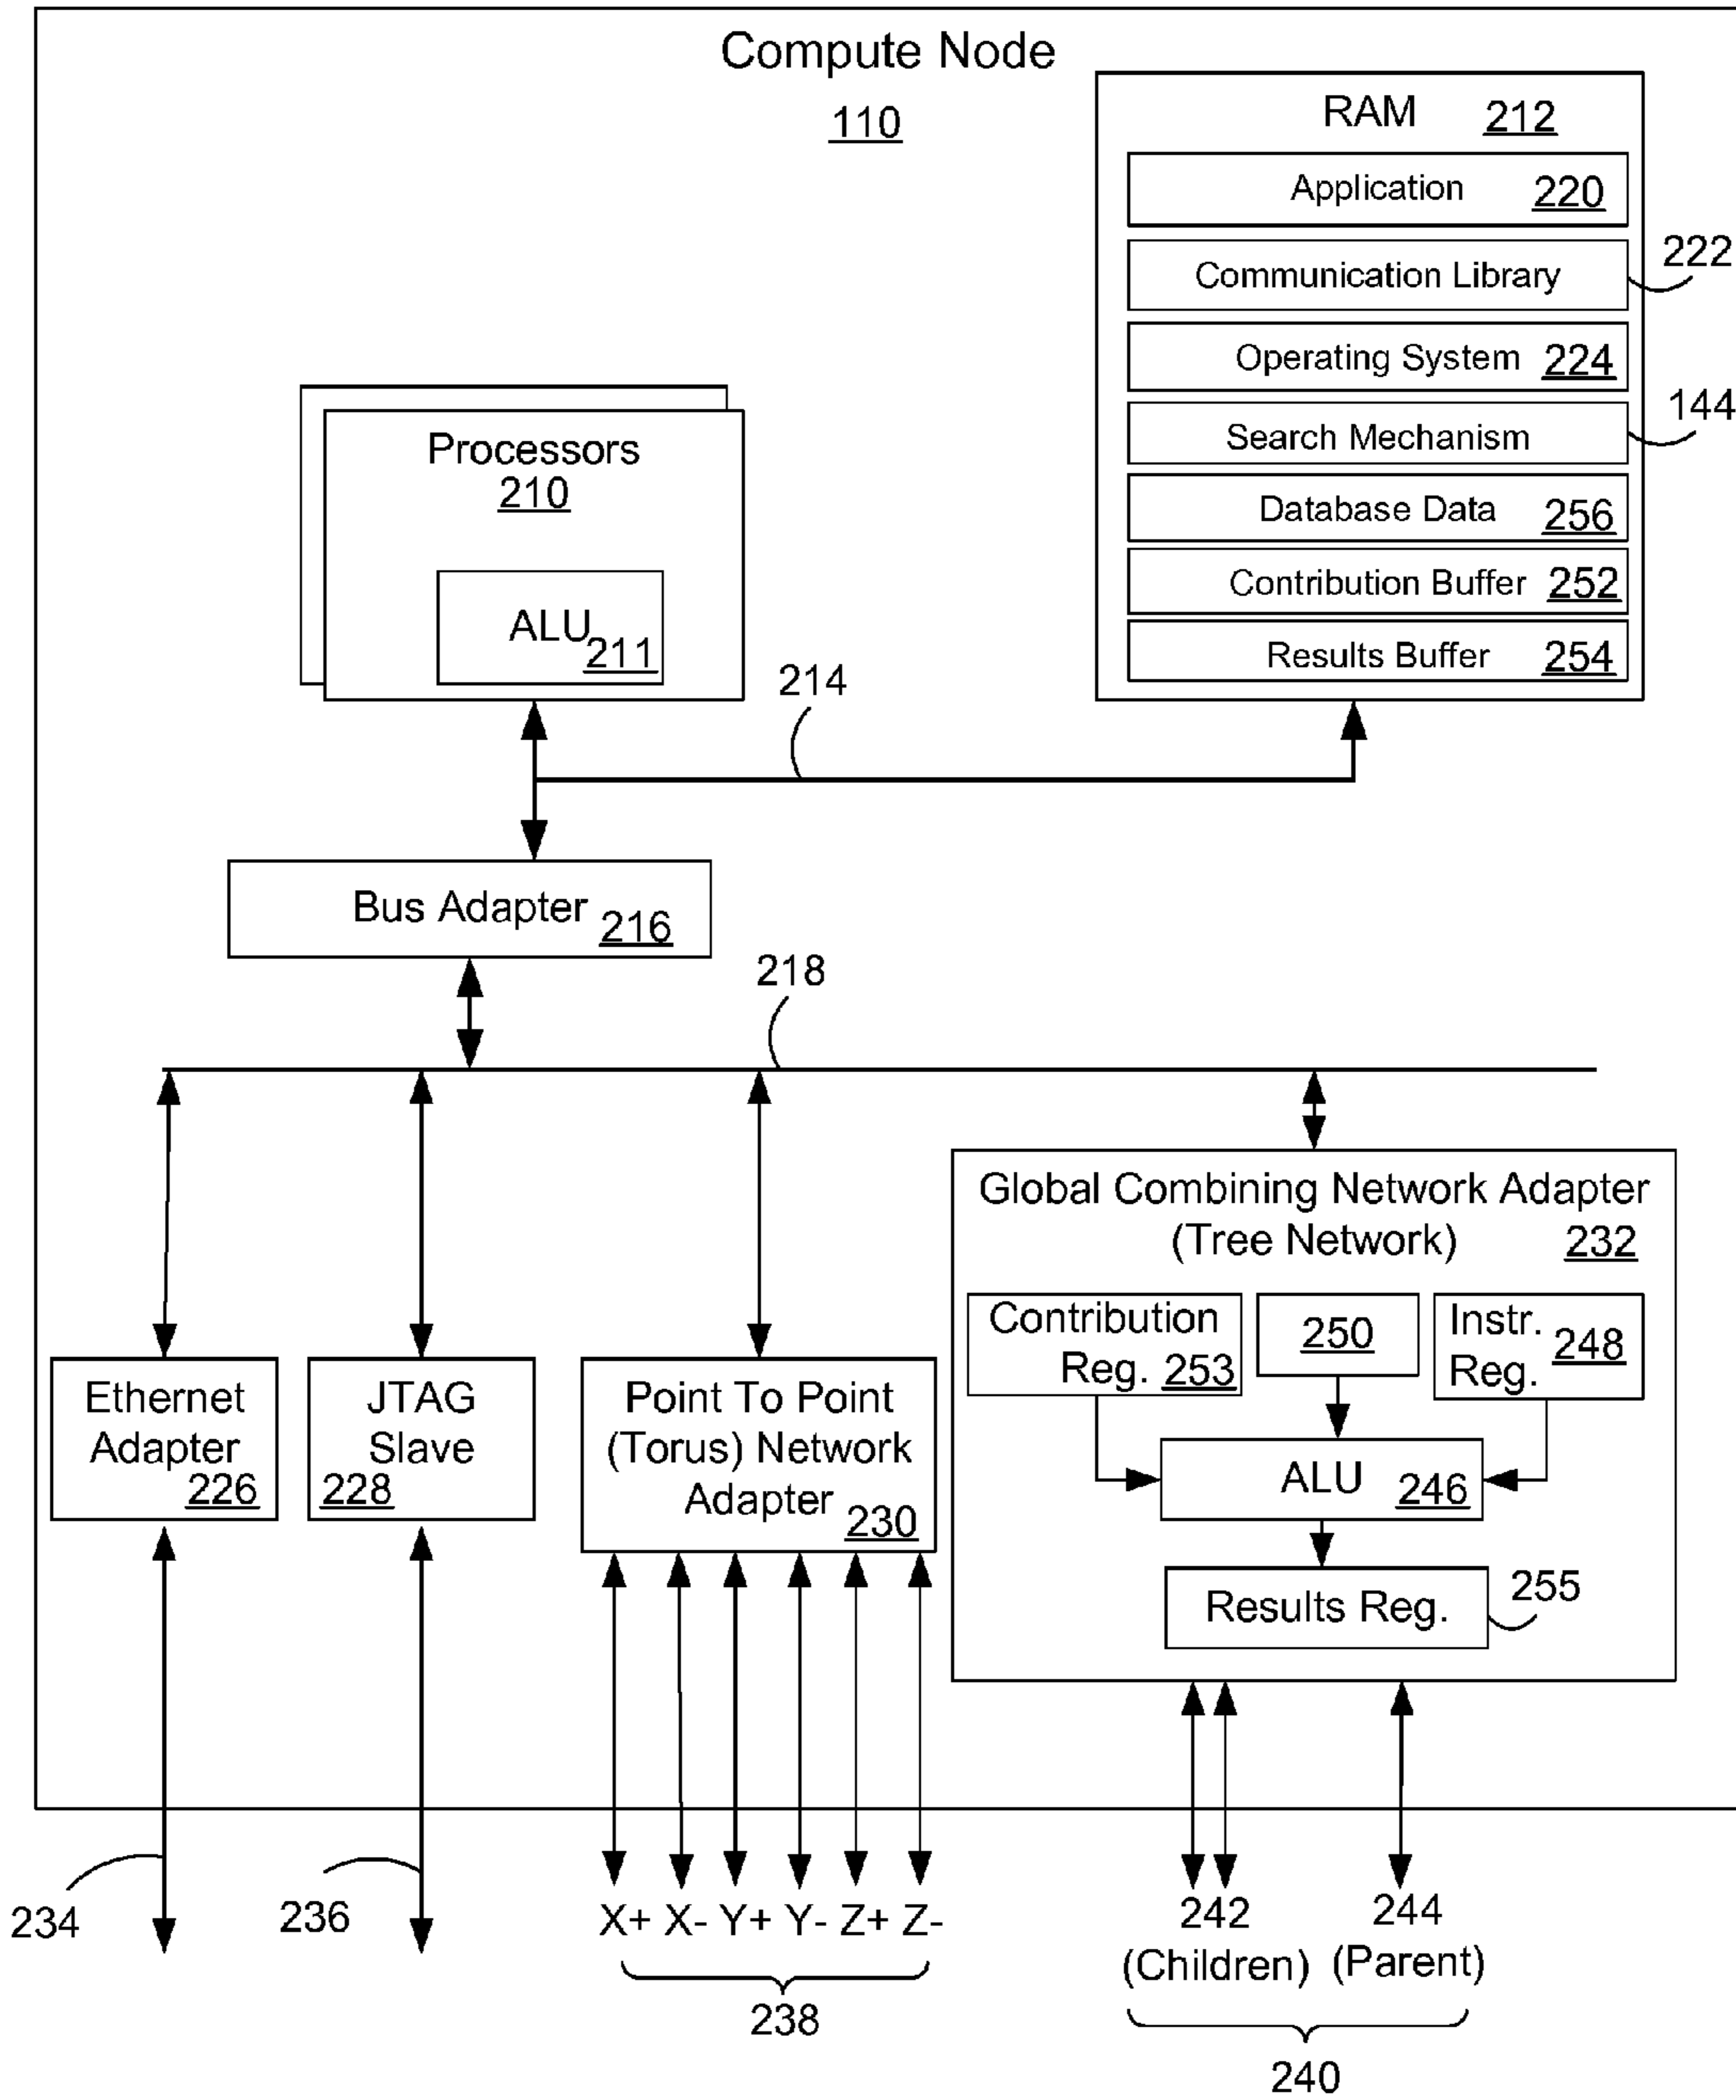 Compute Node
110
RAM 212
Application 220
Communication Library
222
Operating System 224
Search Mechanism
144
Database Data 256
Contribution Buffer 252
Results Buffer 254
Processors
210
ALU
211
214
Bus Adapter 216
218
Global Combining Network Adapter
(Tree Network) 232
Contribution
Reg. 253
250
Instr.
Reg.
248
ALU 246
Results Reg.
255
Ethernet
Adapter
226
JTAG
Slave
228
Point To Point
(Torus) Network
Adapter 230
234
236
X+ X- Y+ Y- Z+ Z-
238
242
(Children)
244
(Parent)
240